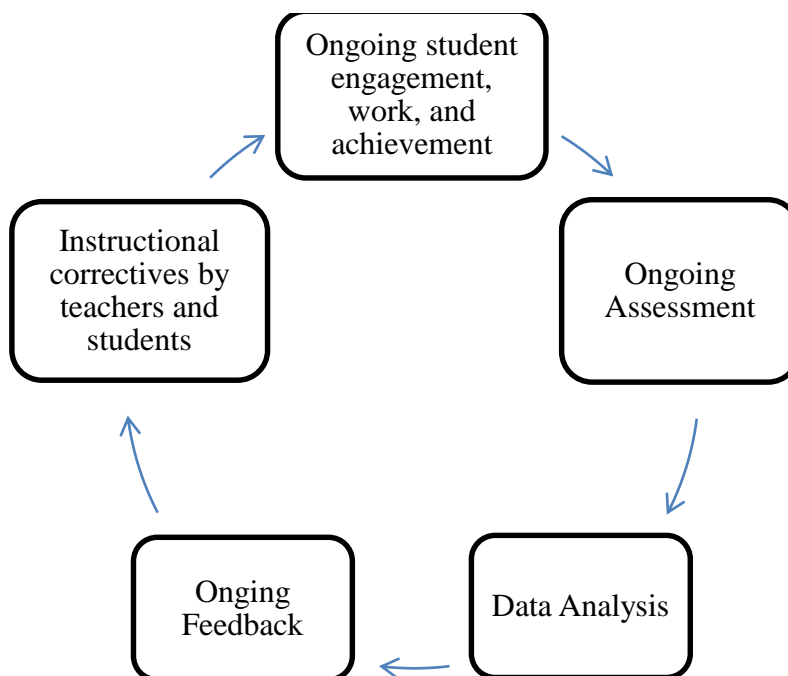 Ongoing student
engagement,
work, and
achievement
Ongoing
Assessment
Data Analysis
Onging
Feedback
Instructional
correctives by
teachers and
students